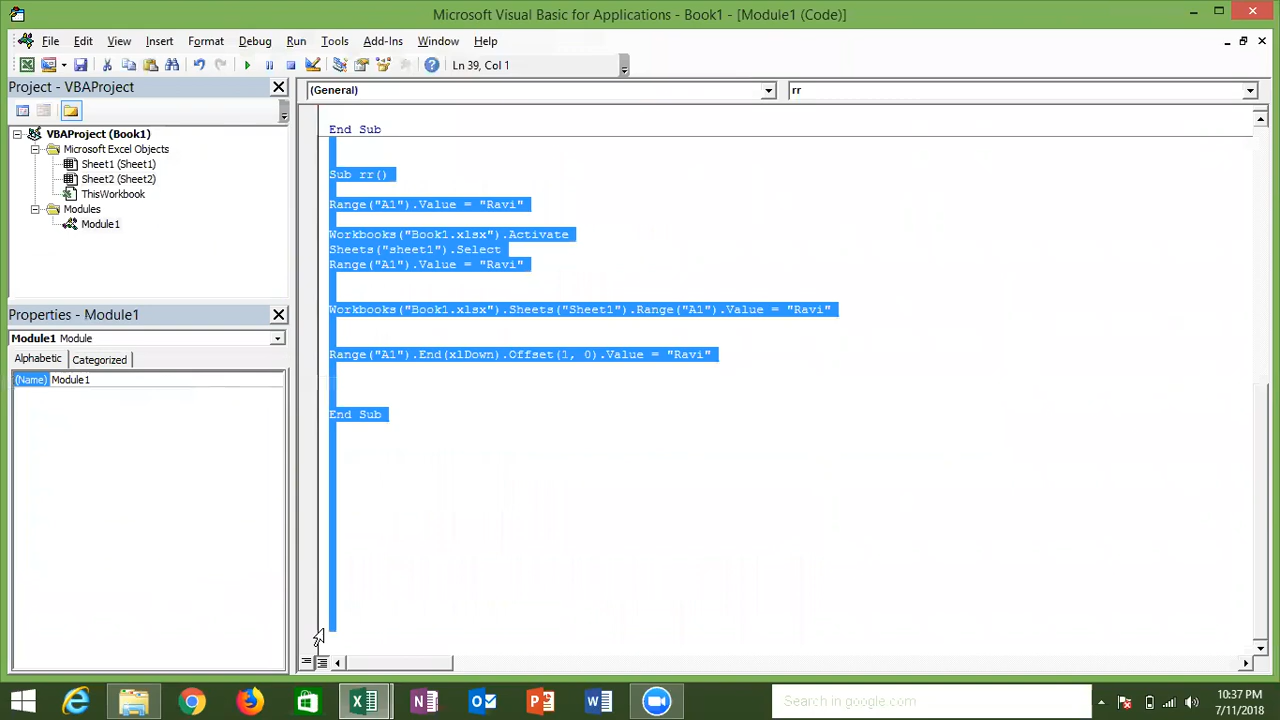 Microsoft Visual Basic for Applications - Book1 - [Module1 (Code)]
File Edit View Insert Format Debug Run Tools Add-Ins Window Help
Ln 39, Col 1
Project - VBAProject
(General)
rr
VBAProject (Book1)
Microsoft Excel Objects
Sheet1 (Sheet1)
Sheet2 (Sheet2)
ThisWorkbook
Modules
Module1
End Sub
Sub rr()
Range("A1").Value = "Ravi"
Workbooks("Book1.xlsx").Activate
Sheets("sheet1").Select
Range("A1").Value = "Ravi"
Workbooks("Book1.xlsx").Sheets("Sheet1").Range("A1").Value = "Ravi"
Range("A1").End(xlDown).Offset(1, 0).Value = "Ravi"
End Sub
Properties - Module1
Module1 Module
Alphabetic Categorized
(Name) Module1
Search in google.com
10:37 PM
7/11/2018